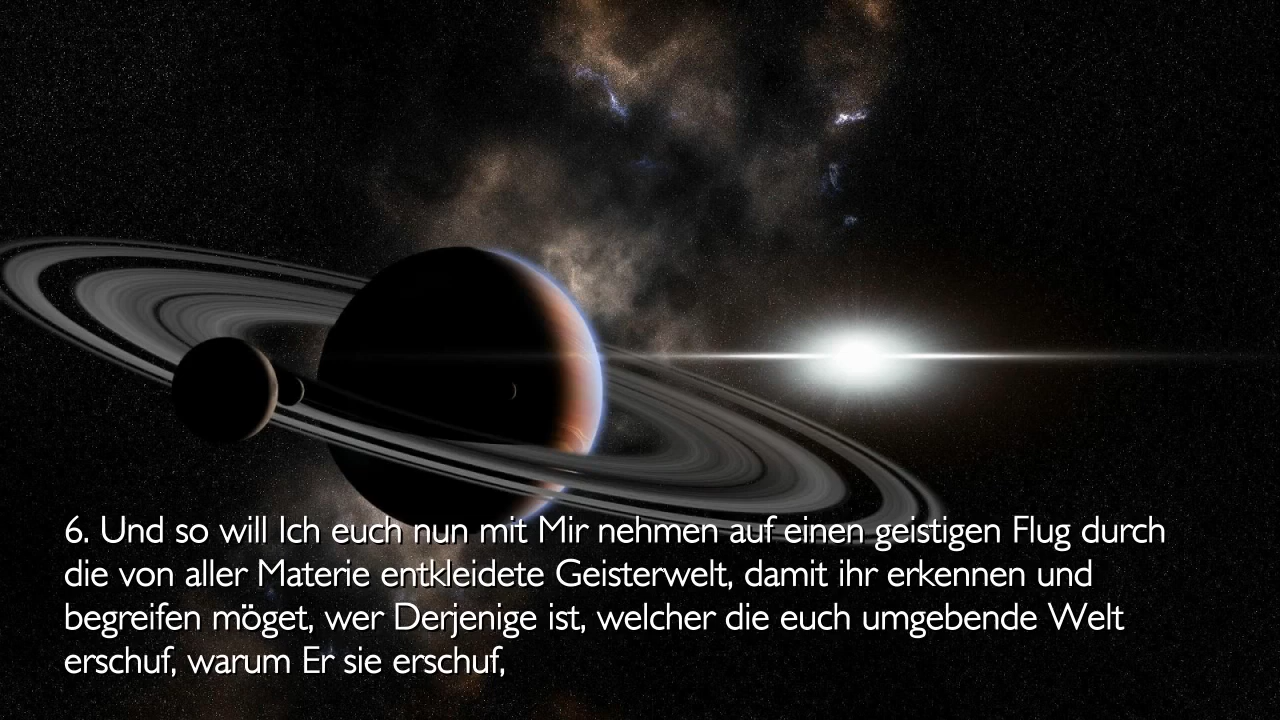 6. Und so will Ich euch nun mit Mir nehmen auf einen geistigen Flug durch
die von aller Materie entkleidete Geisterwelt, damit ihr erkennen und
begreifen möget, wer Derjenige ist, welcher die euch umgebende Welt
erschuf, warum Er sie erschuf,